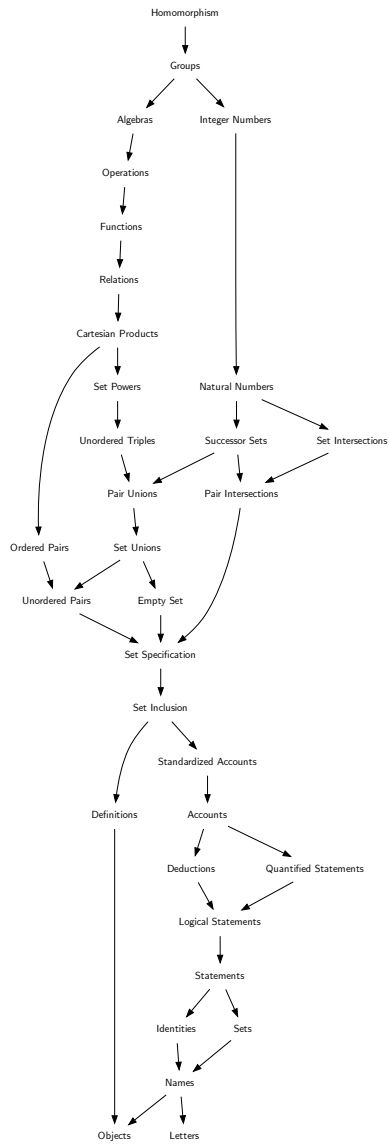 Homomorphism
Groups
Algebras
Integer Numbers
Operations
Functions
Relations
Cartesian Products
Set Powers
Natural Numbers
Unordered Triples
Successor Sets
Set Intersections
Pair Unions
Pair Intersections
Ordered Pairs
Set Unions
Unordered Pairs
Empty Set
Set Specification
Set Inclusion
Standardized Accounts
Definitions
Accounts
Deductions
Quantified Statements
Logical Statements
Statements
Identities
Sets
Names
Objects
Letters